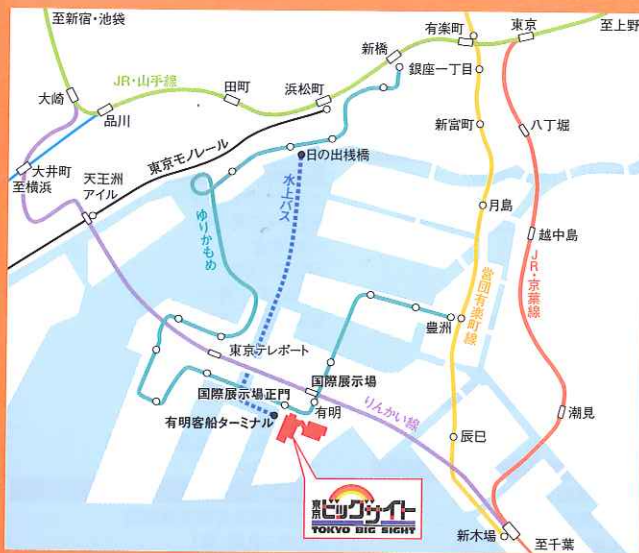 至新宿・池袋
有楽町
東京
至上野
新橋
銀座一丁目
JR・山手線
田町
浜松町
大崎
品川
新富町
八丁堀
東京モノレール
日の出桟橋
大井町
至横浜
天王洲
アイル
水上バス
ゆりかもめ
月島
越中島
営団有楽町線
JR・京葉線
豊洲
東京テレポート
国際展示場
国際展示場正門
有明
りんかい線
潮見
有明客船ターミナル
辰巳
東京ビッグサイト
TOKYO BIG SIGHT
新木場
至千葉